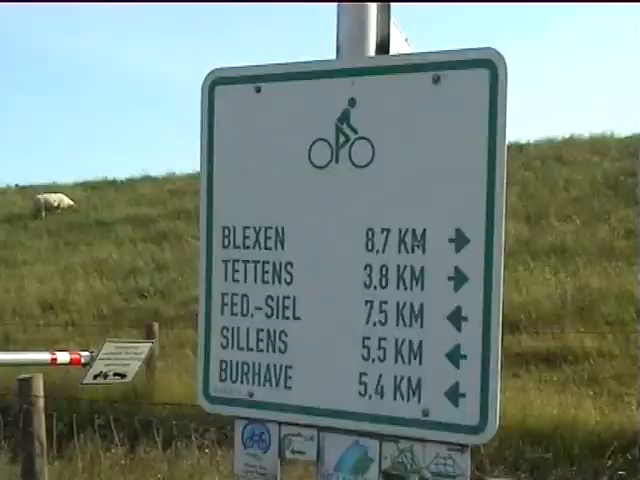 BLEXEN 8,7 KM →
TETTENS 3,8 KM →
FED.-SIEL 7,5 KM ←
SILLENS 5,5 KM ←
BURHAVE 5,4 KM ←